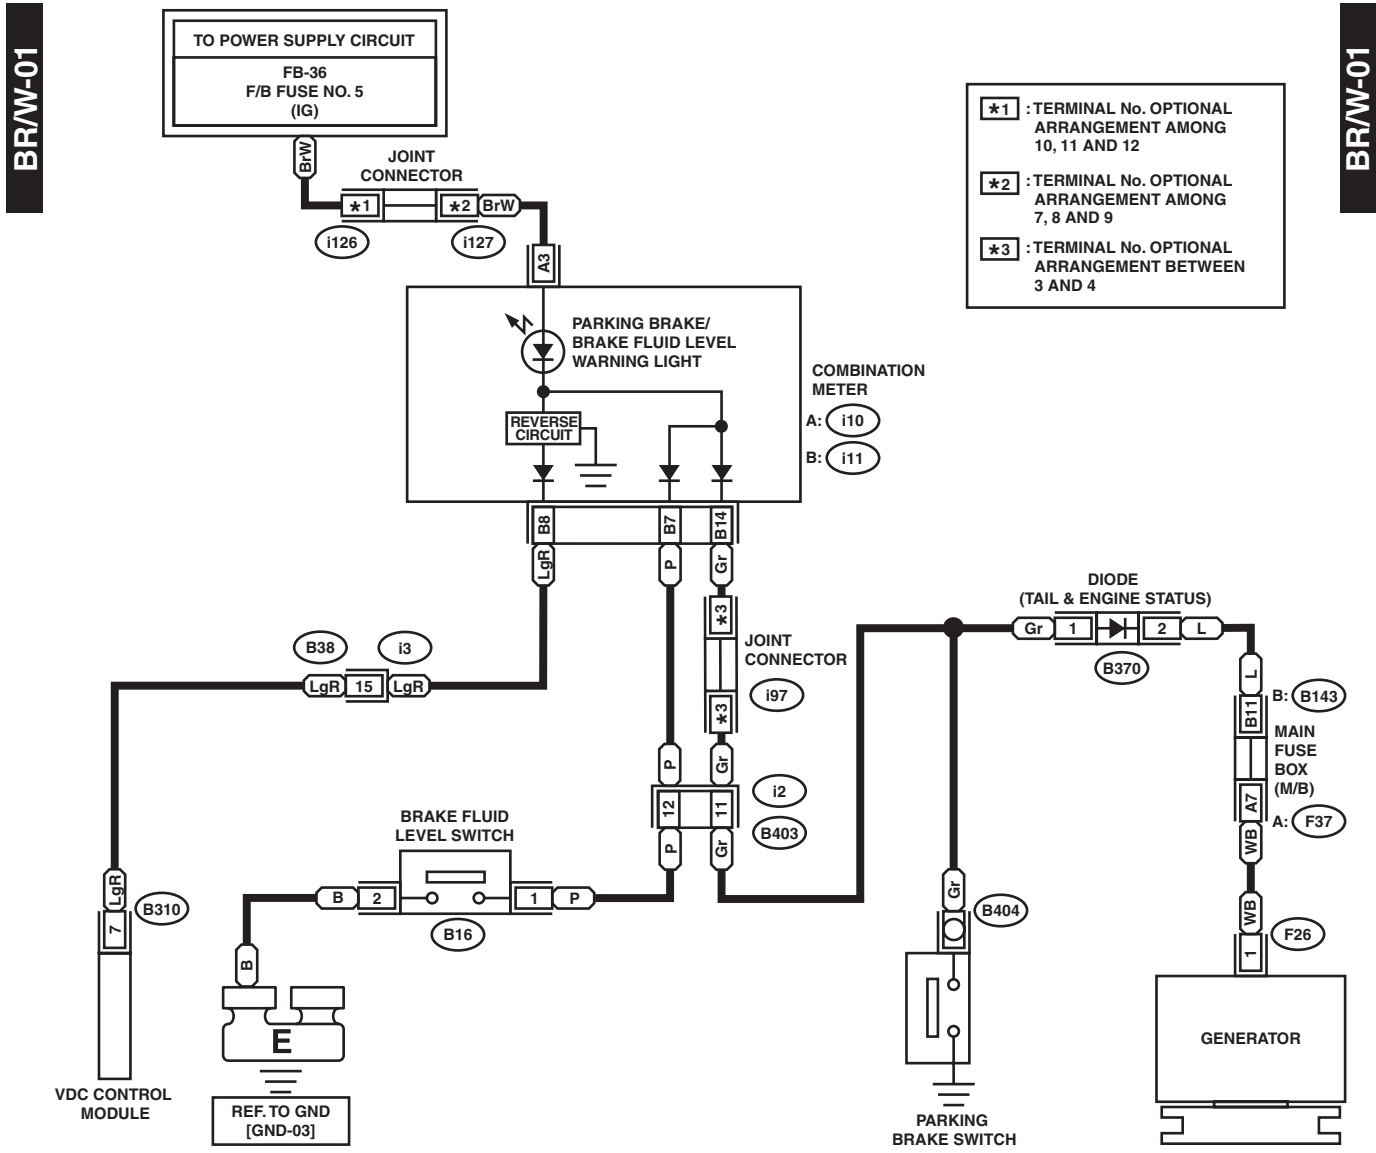 BR/W-01
BR/W-01
TO POWER SUPPLY CIRCUIT
FB-36
F/B FUSE NO. 5
(IG)
BrW
JOINT
CONNECTOR
*1
*2
BrW
i126
i127
A3
*1 : TERMINAL No. OPTIONAL
ARRANGEMENT AMONG
10, 11 AND 12
*2 : TERMINAL No. OPTIONAL
ARRANGEMENT AMONG
7, 8 AND 9
*3 : TERMINAL No. OPTIONAL
ARRANGEMENT BETWEEN
3 AND 4
PARKING BRAKE/
BRAKE FLUID LEVEL
WARNING LIGHT
REVERSE
CIRCUIT
COMBINATION
METER
A: i10
B: i11
B8
B7
B14
LgR
P
Gr
*3
JOINT
CONNECTOR
i97
*3
B38
i3
LgR
15
LgR
P
Gr
12
11
i2
B403
P
Gr
DIODE
(TAIL & ENGINE STATUS)
Gr
1
2
L
B370
L
B11
B: B143
MAIN
FUSE
BOX
(M/B)
A7
A: F37
WB
WB
1
F26
GENERATOR
BRAKE FLUID
LEVEL SWITCH
B
2
1
P
B16
B
E
REF. TO GND
[GND-03]
LgR
B310
7
VDC CONTROL
MODULE
Gr
B404
PARKING
BRAKE SWITCH